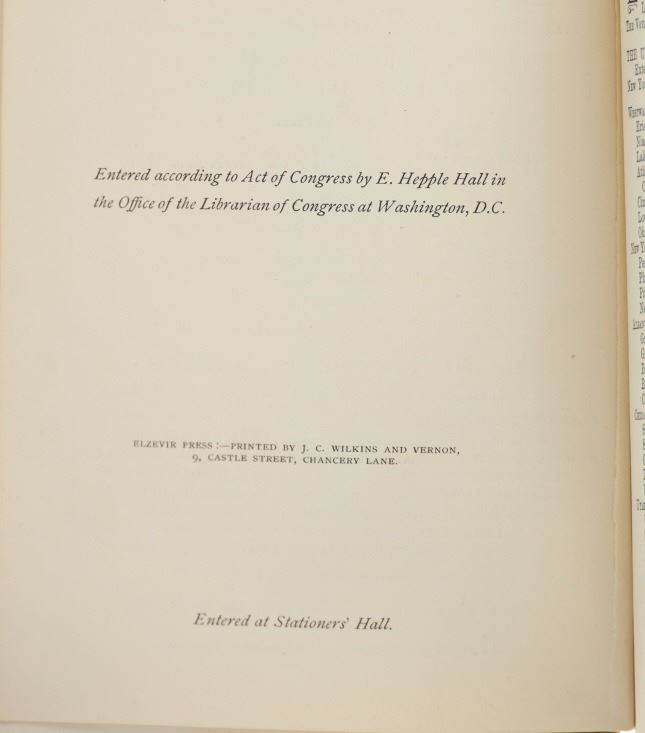 Entered according to Act of Congress by E. Hepple Hall in
the Office of the Librarian of Congress at Washington, D.C.
ELZEVIR PRESS :—PRINTED BY J. C. WILKINS AND VERNON,
9, CASTLE STREET, CHANCERY LANE.
Entered at Stationers' Hall.
THE U